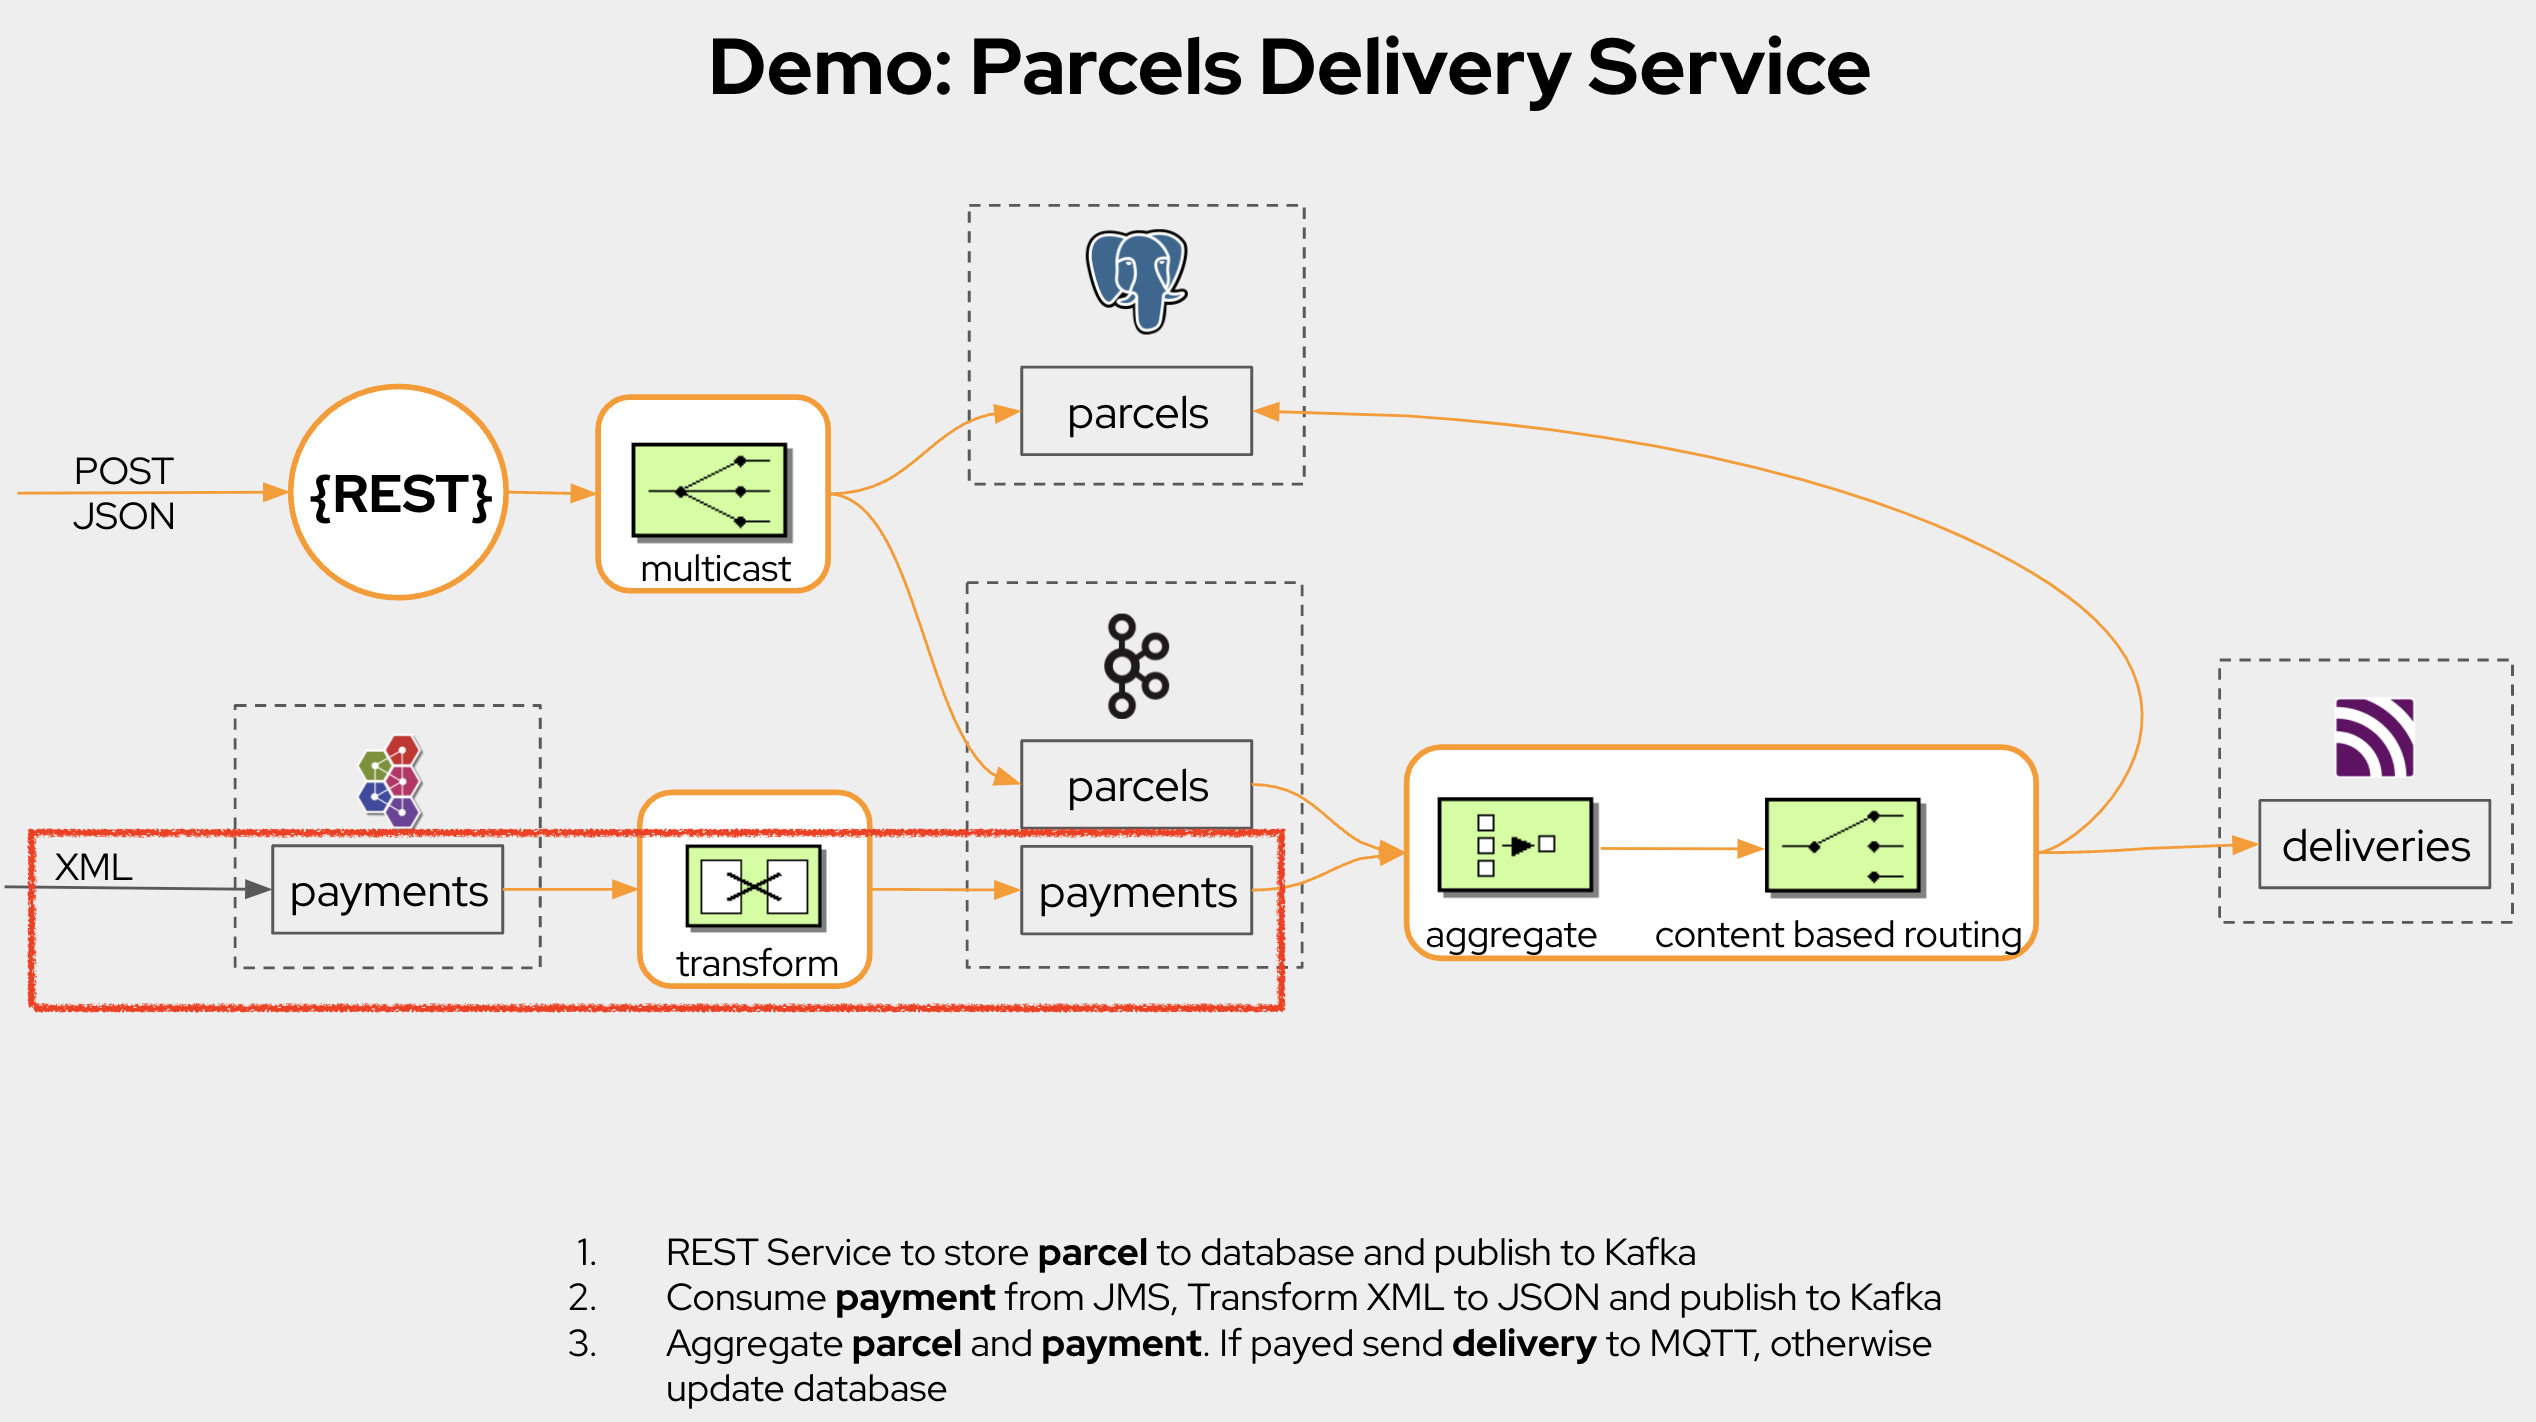 Demo: Parcels Delivery Service
POST
JSON
{REST}
multicast
parcels
parcels
XML
payments
transform
payments
aggregate
content based routing
deliveries
1. REST Service to store parcel to database and publish to Kafka
2. Consume payment from JMS, Transform XML to JSON and publish to Kafka
3. Aggregate parcel and payment. If payed send delivery to MQTT, otherwise
update database